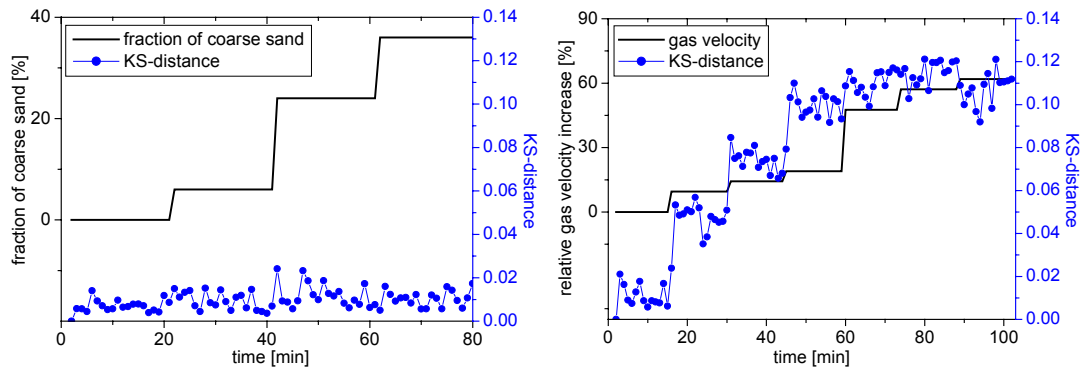 fraction of coarse sand
KS-distance
fraction of coarse sand [%]
40
20
0
0.14
0.12
0.10
0.08
0.06
0.04
0.02
0.00
KS-distance
0 20 40 60 80
time [min]
gas velocity
KS-distance
relative gas velocity increase [%]
90
60
30
0
0.14
0.12
0.10
0.08
0.06
0.04
0.02
0.00
KS-distance
0 20 40 60 80 100
time [min]